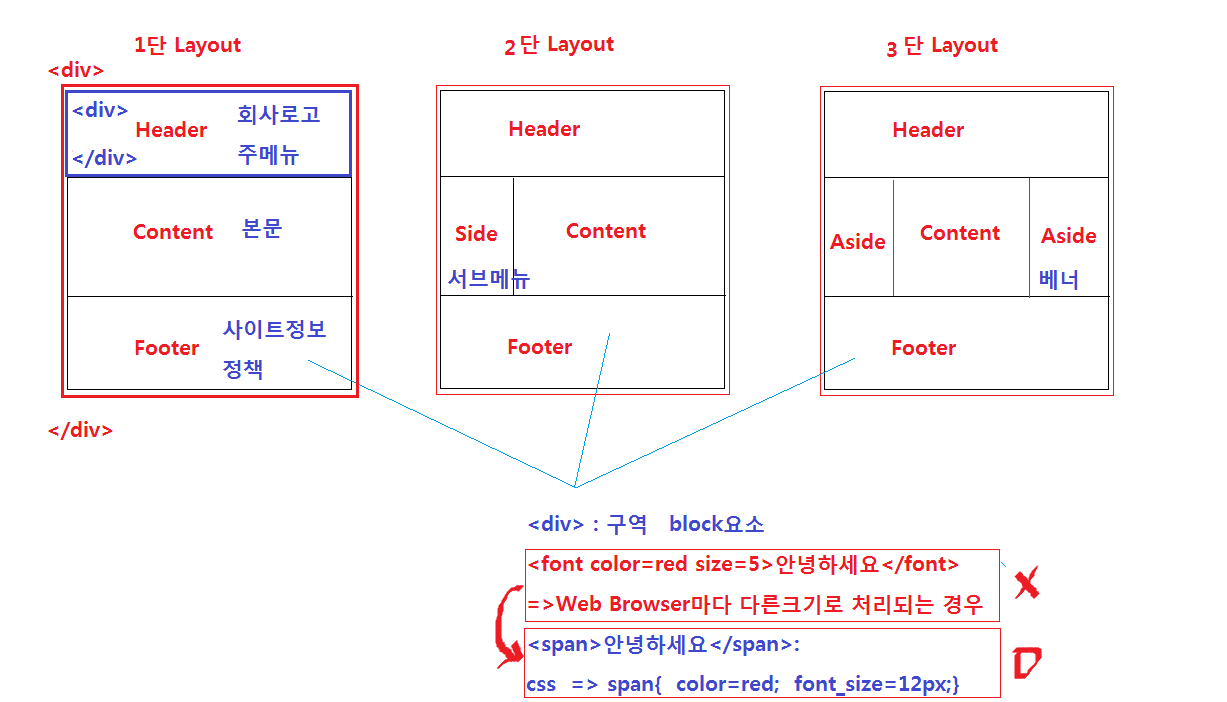 1단 Layout
<div>
<div>
Header 회사로고
</div> 주메뉴
Content 본문
Footer 사이트정보
정책
</div>
2단 Layout
Header
Side Content
서브메뉴
Footer
3단 Layout
Header
Aside Content Aside
베너
Footer
<div> : 구역 block요소
<font color=red size=5>안녕하세요</font>
=>Web Browser마다 다른크기로 처리되는 경우
<span>안녕하세요</span>:
css => span{ color=red; font_size=12px;}